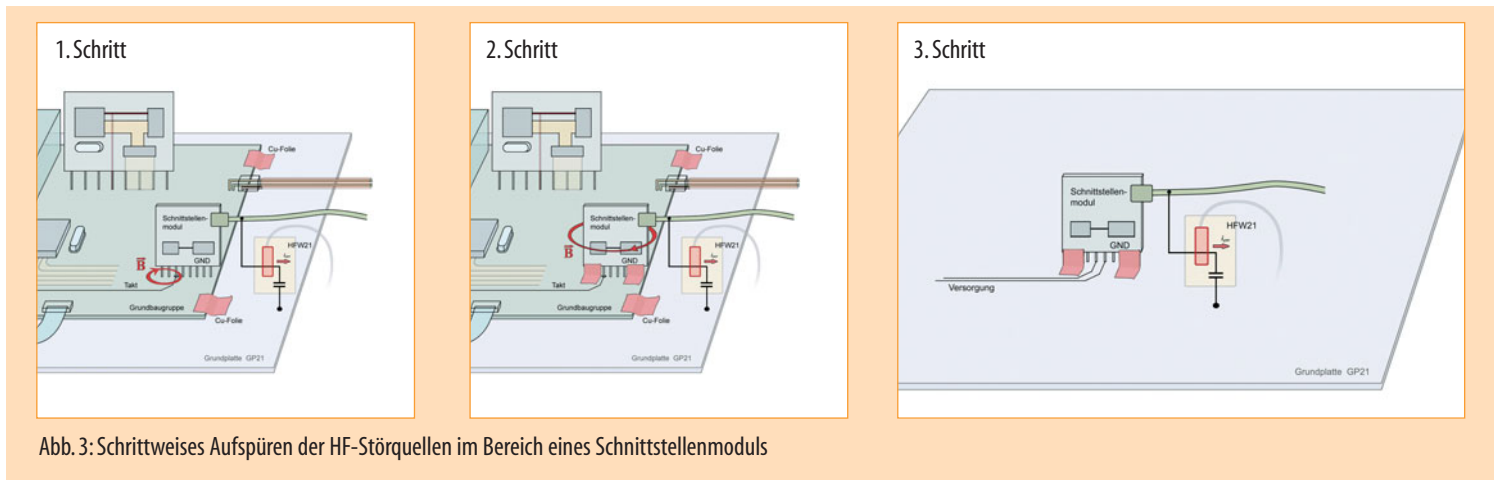 1. Schritt
Cu-Folie
Schnittstellen-
modul
HFW21
GND
B
Takt
Grundbaugruppe
Cu-Folie
Grundplatte GP21
2. Schritt
Cu-Folie
Schnittstellen-
modul
B
HFW21
GND
Takt
Grundbaugruppe
Cu-Folie
Grundplatte GP21
3. Schritt
Schnittstellen-
modul
HFW21
GND
Versorgung
Grundplatte GP21
Abb. 3: Schrittweises Aufspüren der HF-Störquellen im Bereich eines Schnittstellenmoduls